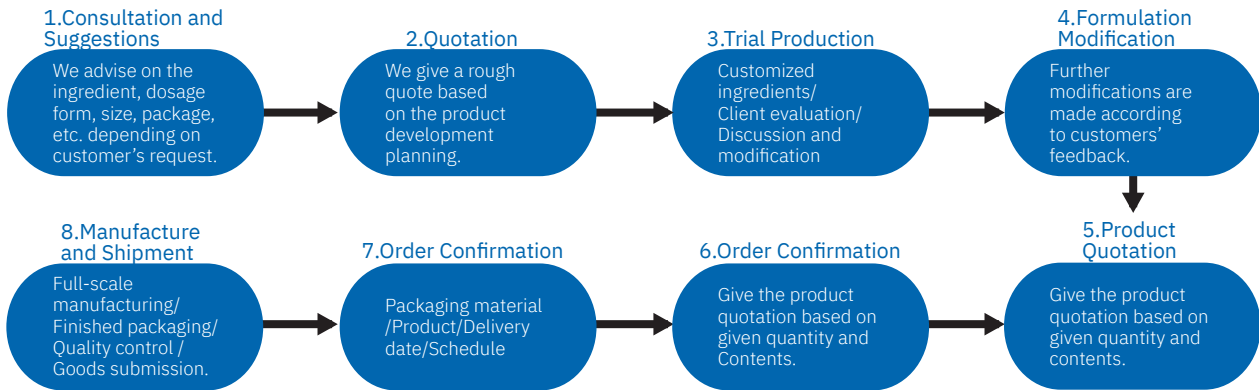 1.Consultation and
Suggestions
We advise on the
ingredient, dosage
form, size, package,
etc. depending on
customer's request.
2.Quotation
We give a rough
quote based
on the product
development
planning.
3.Trial Production
Customized
ingredients/
Client evaluation/
Discussion and
modification
4.Formulation
Modification
Further
modifications are
made according
to customers'
feedback.
5.Product
Quotation
Give the product
quotation based on
given quantity and
contents.
6.Order Confirmation
Give the product
quotation based on
given quantity and
Contents.
7.Order Confirmation
Packaging material
/Product/Delivery
date/Schedule
8.Manufacture
and Shipment
Full-scale
manufacturing/
Finished packaging/
Quality control /
Goods submission.